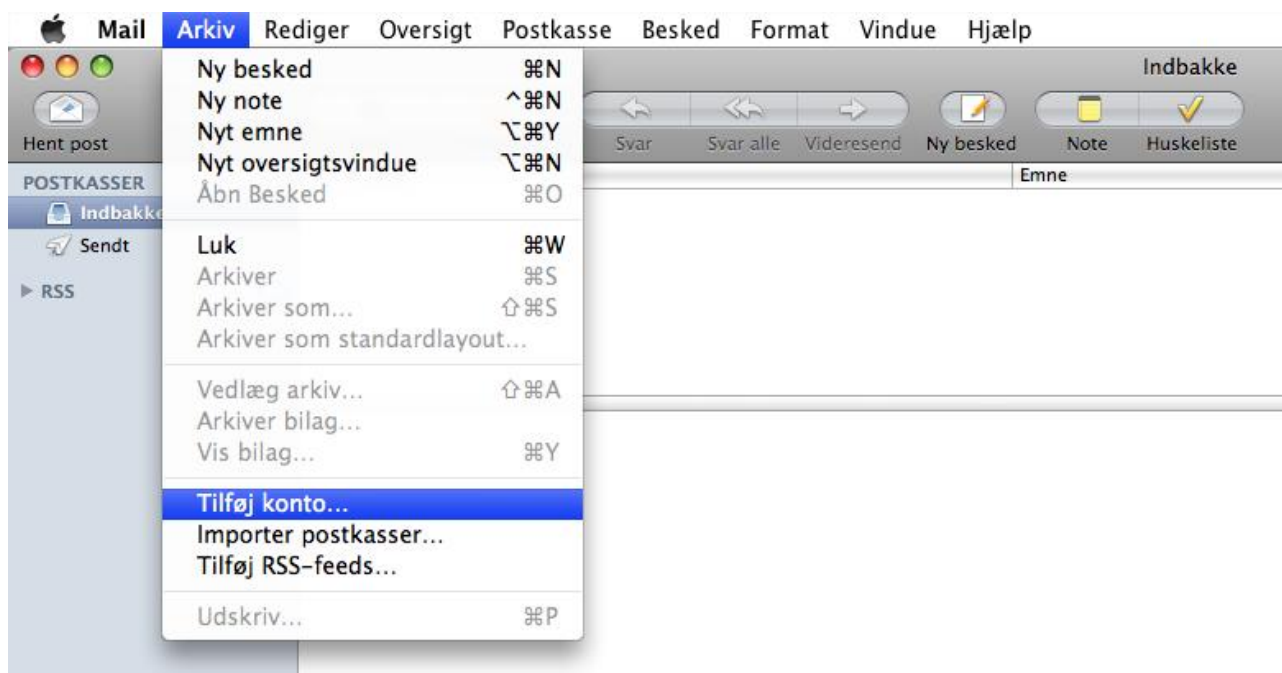 Mail Arkiv Rediger Oversigt Postkasse Besked Format Vindue Hjælp
Indbakke
Hent post Svar Svar alle Videresend Ny besked Note Huskeliste
Emne
POSTKASSER
Indbakke
Sendt
RSS
Ny besked ⌘N
Ny note ^⌘N
Nyt emne ⌥⌘Y
Nyt oversigtsvindue ⌥⌘N
Åbn Besked ⌘O
Luk ⌘W
Arkiver ⌘S
Arkiver som... ⇧⌘S
Arkiver som standardlayout...
Vedlæg arkiv... ⇧⌘A
Arkiver bilag...
Vis bilag... ⌘Y
Tilføj konto...
Importer postkasser...
Tilføj RSS-feeds...
Udskriv... ⌘P